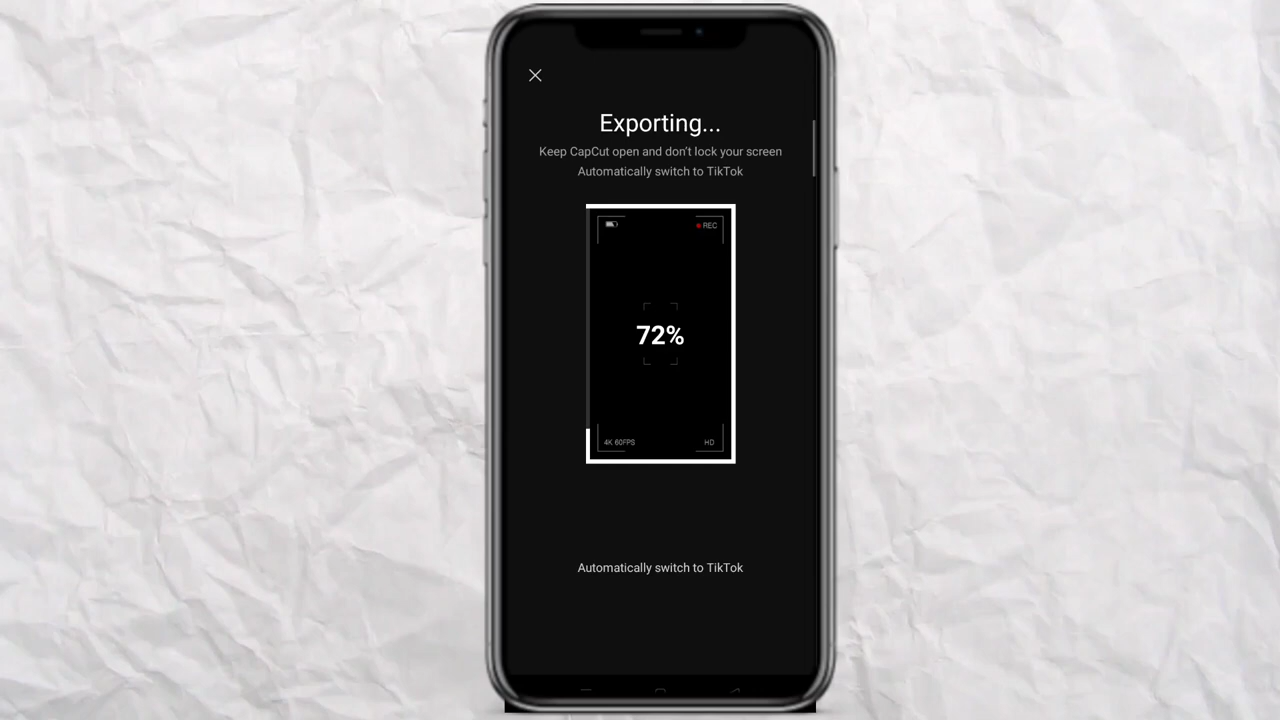 Exporting...
Keep CapCut open and don't lock your screen
Automatically switch to TikTok
REC
72%
4K 60FPS
HD
Automatically switch to TikTok